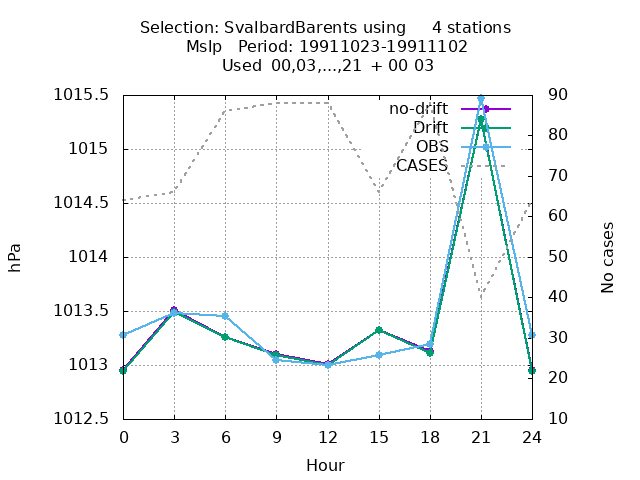 Selection: SvalbardBarents using     4 stations
Mslp   Period: 19911023-19911102
Used  00,03,...,21 + 00 03
1015.5
1015
1014.5
1014
1013.5
1013
1012.5
hPa
90
80
70
60
50
40
30
20
10
No cases
no-drift
Drift
OBS
CASES
0 3 6 9 12 15 18 21 24
Hour